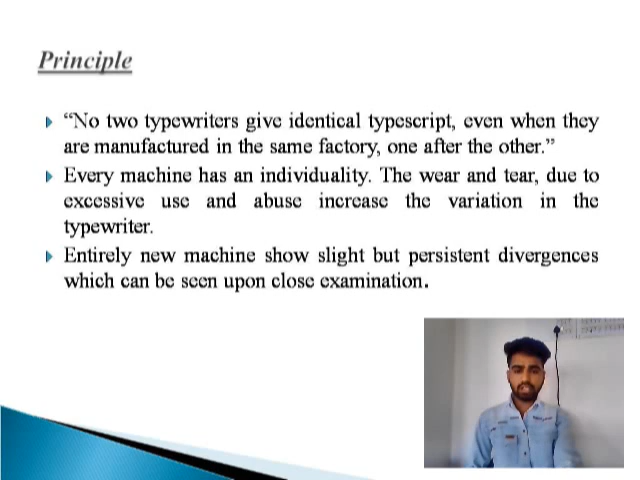 Principle
“No two typewriters give identical typescript, even when they
are manufactured in the same factory, one after the other.”
Every machine has an individuality. The wear and tear, due to
excessive use and abuse increase the variation in the
typewriter.
Entirely new machine show slight but persistent divergences
which can be seen upon close examination.